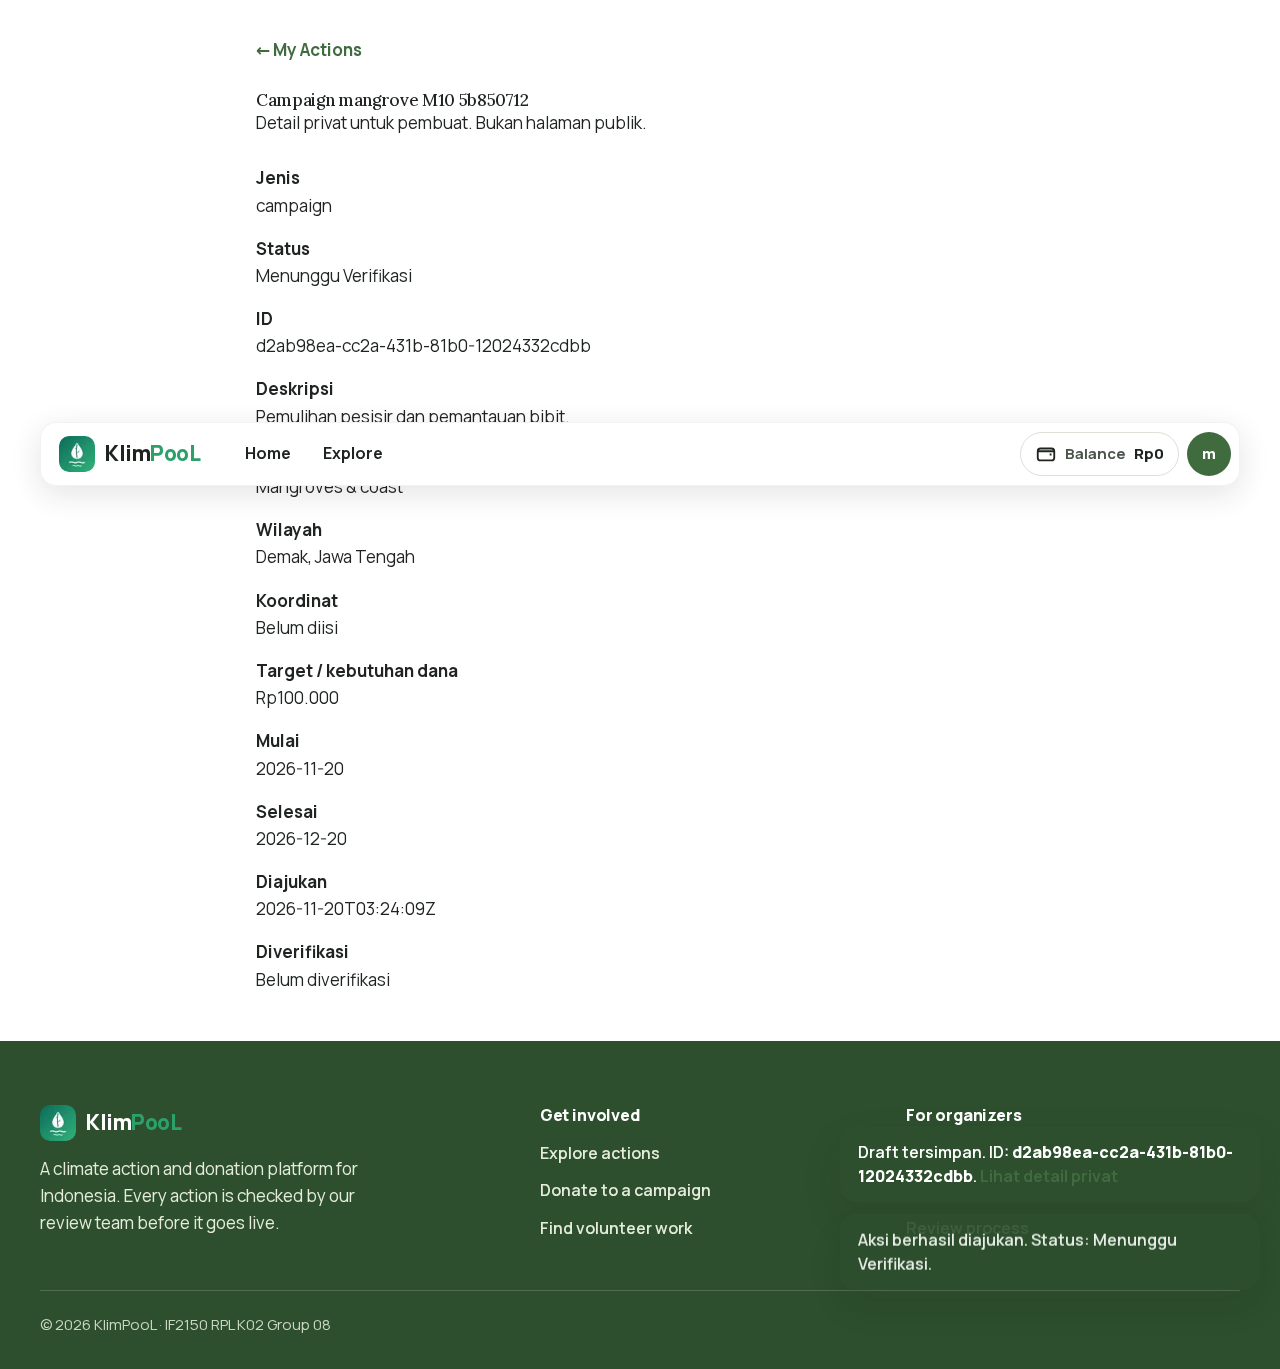 ← My Actions
Campaign mangrove M10 5b850712
Detail privat untuk pembuat. Bukan halaman publik.
Jenis
campaign
Status
Menunggu Verifikasi
ID
d2ab98ea-cc2a-431b-81b0-12024332cdbb
Deskripsi
Pemulihan pesisir dan pemantauan bibit.
KlimPooL
Home
Explore
Balance Rp0
m
Mangroves & coast
Wilayah
Demak, Jawa Tengah
Koordinat
Belum diisi
Target / kebutuhan dana
Rp100.000
Mulai
2026-11-20
Selesai
2026-12-20
Diajukan
2026-11-20T03:24:09Z
Diverifikasi
Belum diverifikasi
KlimPooL
A climate action and donation platform for
Indonesia. Every action is checked by our
review team before it goes live.
Get involved
Explore actions
Donate to a campaign
Find volunteer work
For organizers
Draft tersimpan. ID: d2ab98ea-cc2a-431b-81b0-
12024332cdbb. Lihat detail privat
Review process
Aksi berhasil diajukan. Status: Menunggu
Verifikasi.
© 2026 KlimPooL · IF2150 RPL K02 Group 08